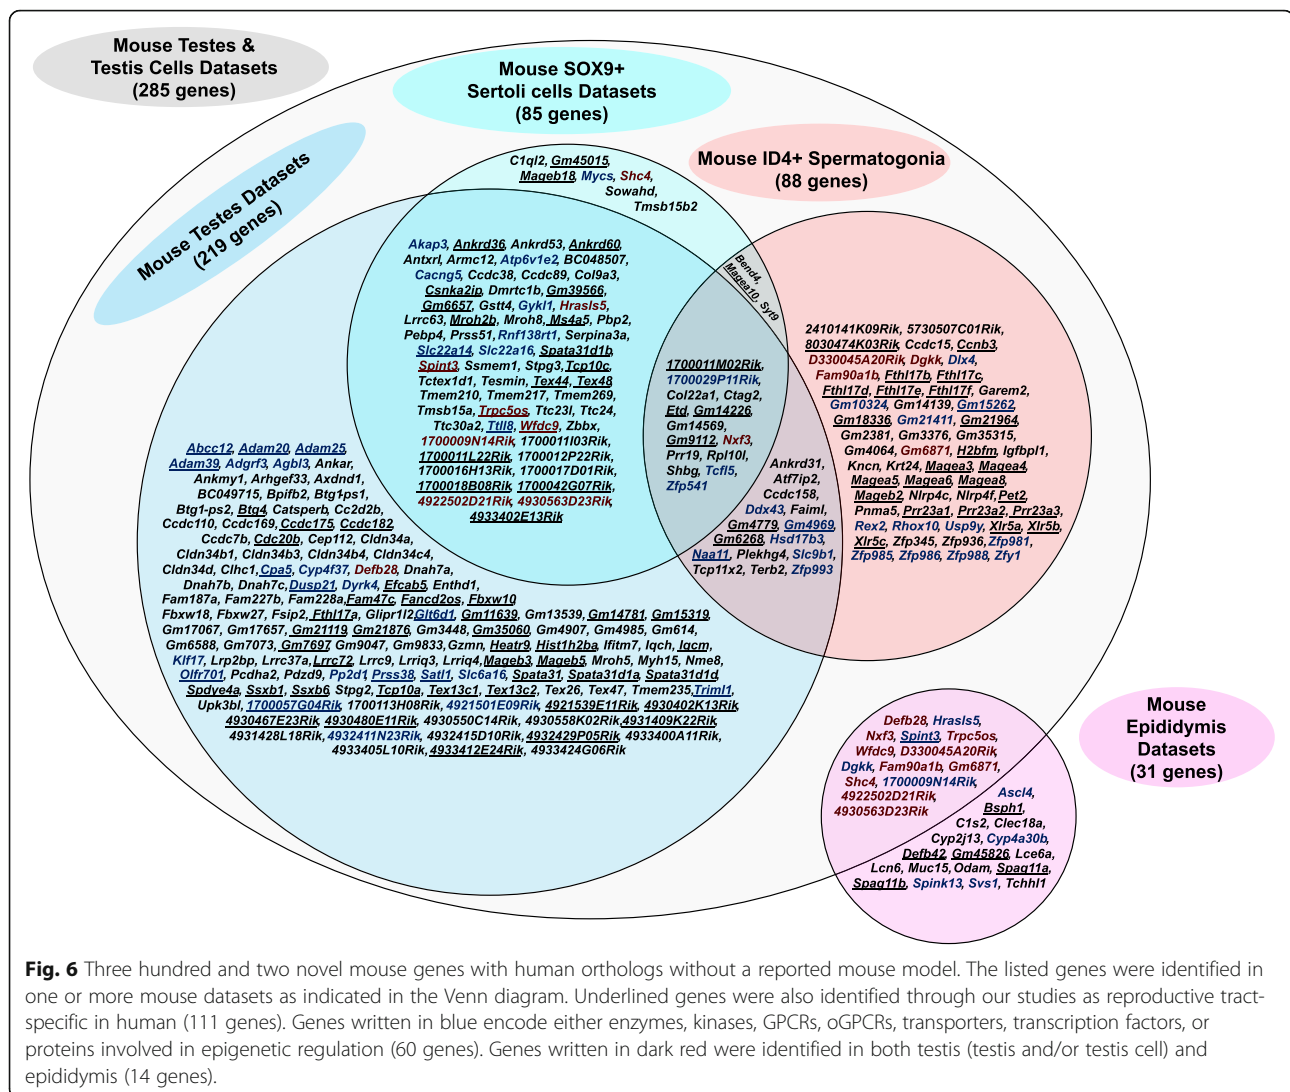 Mouse Testes &
Testis Cells Datasets
(285 genes)
Mouse SOX9+
Sertoli cells Datasets
(85 genes)
Mouse Testes Datasets
(219 genes)
Mouse ID4+ Spermatogonia
(88 genes)
C1ql2, Gm45015,
Mageb18, Mycs, Shc4,
Sowahd,
Tmsb15b2
Akap3, Ankrd36, Ankrd53, Ankrd60,
Antxrl, Armc12, Atp6v1e2, BC048507,
Cacng5, Ccdc38, Ccdc89, Col9a3,
Csnka2ip, Dmrtc1b, Gm39566,
Gm6657, Gstt4, Gykl1, Hrasls5,
Lrrc63, Mroh2b, Mroh8, Ms4a5, Pbp2,
Pebp4, Prss51, Rnf138rt1, Serpina3a,
Slc22a14, Slc22a16, Spata31d1b,
Spint3, Ssmem1, Stpg3, Tcp10c,
Tctex1d1, Tesmin, Tex44, Tex48
Tmem210, Tmem217, Tmem269,
Tmsb15a, Trpc5os, Ttc23l, Ttc24,
Ttc30a2, Ttll8, Wfdc9, Zbbx,
1700009N14Rik, 1700011I03Rik,
1700011L22Rik, 1700012P22Rik,
1700016H13Rik, 1700017D01Rik,
1700018B08Rik, 1700042G07Rik,
4922502D21Rik, 4930563D23Rik,
4933402E13Rik
Bend4,
Magea10, Syt9
1700011M02Rik,
1700029P11Rik,
Col22a1, Ctag2,
Etd, Gm14226,
Gm14569,
Gm9112, Nxf3,
Prr19, Rpl10l,
Shbg, Tcfl5,
Zfp541
2410141K09Rik, 5730507C01Rik,
8030474K03Rik, Ccdc15, Ccnb3,
D330045A20Rik, Dgkk, Dlx4,
Fam90a1b, Fthl17b, Fthl17c,
Fthl17d, Fthl17e, Fthl17f, Garem2,
Gm10324, Gm14139, Gm15262,
Gm18336, Gm21411, Gm21964,
Gm2381, Gm3376, Gm35315,
Gm4064, Gm6871, H2bfm, Igfbpl1,
Kncn, Krt24, Magea3, Magea4,
Magea5, Magea6, Magea8,
Mageb2, Nlrp4c, Nlrp4f, Pet2,
Pnma5, Prr23a1, Prr23a2, Prr23a3,
Rex2, Rhox10, Usp9y, Xlr5a, Xlr5b,
Xlr5c, Zfp345, Zfp936, Zfp981,
Zfp985, Zfp986, Zfp988, Zfy1
Ankrd31,
Atf7ip2,
Ccdc158,
Ddx43, Faiml,
Gm4779, Gm4969,
Gm6268, Hsd17b3,
Naa11, Plekhg4, Slc9b1,
Tcp11x2, Terb2, Zfp993
Abcc12, Adam20, Adam25,
Adam39, Adgrf3, Agbl3, Ankar,
Ankmy1, Arhgef33, Axdnd1,
BC049715, Bpifb2, Btg1ps1,
Btg1-ps2, Btg4, Catsperb, Cc2d2b,
Ccdc110, Ccdc169, Ccdc175, Ccdc182,
Ccdc7b, Cdc20b, Cep112, Cldn34a,
Cldn34b1, Cldn34b3, Cldn34b4, Cldn34c4,
Cldn34d, Clhc1, Cpa5, Cyp4f37, Defb28, Dnah7a,
Dnah7b, Dnah7c, Dusp21, Dyrk4, Efcab5, Enthd1,
Fam187a, Fam227b, Fam228a, Fam47c, Fancd2os, Fbxw10
Fbxw18, Fbxw27, Fsip2, Fthl17a, Glipr1l2, Glt6d1, Gm11639, Gm13539, Gm14781, Gm15319,
Gm17067, Gm17657, Gm21119, Gm21876, Gm3448, Gm35060, Gm4907, Gm4985, Gm614,
Gm6588, Gm7073, Gm7697, Gm9047, Gm9833, Gzmn, Heatr9, Hist1h2ba, Ifitm7, Iqch, Iqcm,
Klf17, Lrp2bp, Lrrc37a, Lrrc72, Lrrc9, Lrriq3, Lrriq4, Mageb3, Mageb5, Mroh5, Myh15, Nme8,
Olfr701, Pcdha2, Pdzd9, Pp2d1, Prss38, Satl1, Slc6a16, Spata31, Spata31d1a, Spata31d1d,
Spdye4a, Ssxb1, Ssxb6, Stpg2, Tcp10a, Tex13c1, Tex13c2, Tex26, Tex47, Tmem235, Triml1,
Upk3bl, 1700057G04Rik, 1700113H08Rik, 4921501E09Rik, 4921539E11Rik, 4930402K13Rik,
4930467E23Rik, 4930480E11Rik, 4930550C14Rik, 4930558K02Rik, 4931409K22Rik,
4931428L18Rik, 4932411N23Rik, 4932415D10Rik, 4932429P05Rik, 4933400A11Rik,
4933405L10Rik, 4933412E24Rik, 4933424G06Rik
Mouse
Epididymis
Datasets
(31 genes)
Defb28, Hrasls5,
Nxf3, Spint3, Trpc5os,
Wfdc9, D330045A20Rik,
Dgkk, Fam90a1b, Gm6871,
Shc4, 1700009N14Rik,
4922502D21Rik,
4930563D23Rik
Ascl4,
Bsph1,
C1s2, Clec18a,
Cyp2j13, Cyp4a30b,
Defb42, Gm45826, Lce6a,
Lcn6, Muc15, Odam, Spag11a,
Spag11b, Spink13, Svs1, Tchhl1
Fig. 6 Three hundred and two novel mouse genes with human orthologs without a reported mouse model. The listed genes were identified in
one or more mouse datasets as indicated in the Venn diagram. Underlined genes were also identified through our studies as reproductive tract-
specific in human (111 genes). Genes written in blue encode either enzymes, kinases, GPCRs, oGPCRs, transporters, transcription factors, or
proteins involved in epigenetic regulation (60 genes). Genes written in dark red were identified in both testis (testis and/or testis cell) and
epididymis (14 genes).